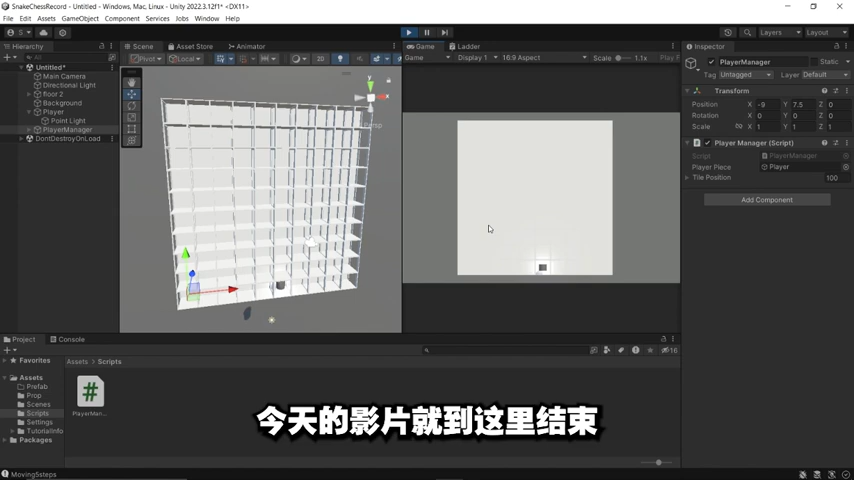 SnakeChessRecord - Untitled - Windows, Mac, Linux - Unity 2022.3.12f1* <DX11>
File Edit Assets GameObject Component Services Jobs Window Help
S
Layers Layout
Hierarchy
All
Untitled*
Main Camera
Directional Light
floor 2
Background
Player
Point Light
PlayerManager
DontDestroyOnLoad
Scene Asset Store Animator
Pivot Local 2D
y
x
Persp
Game Ladder
Game Display 1 16:9 Aspect Scale 1.1x Play F
Inspector
PlayerManager Static
Tag Untagged Layer Default
Transform
Position X -9 Y 7.5 Z 0
Rotation X 0 Y 0 Z 0
Scale X 1 Y 1 Z 1
# Player Manager (Script)
Script PlayerManager
Player Piece Player
Tile Position 100
Add Component
Project Console
16
Favorites
Assets
Prefab
Prop
Scenes
Scripts
Settings
TutorialInfo
Packages
Assets > Scripts
#
PlayerMan...
今天的影片就到这里结束
Moving5steps